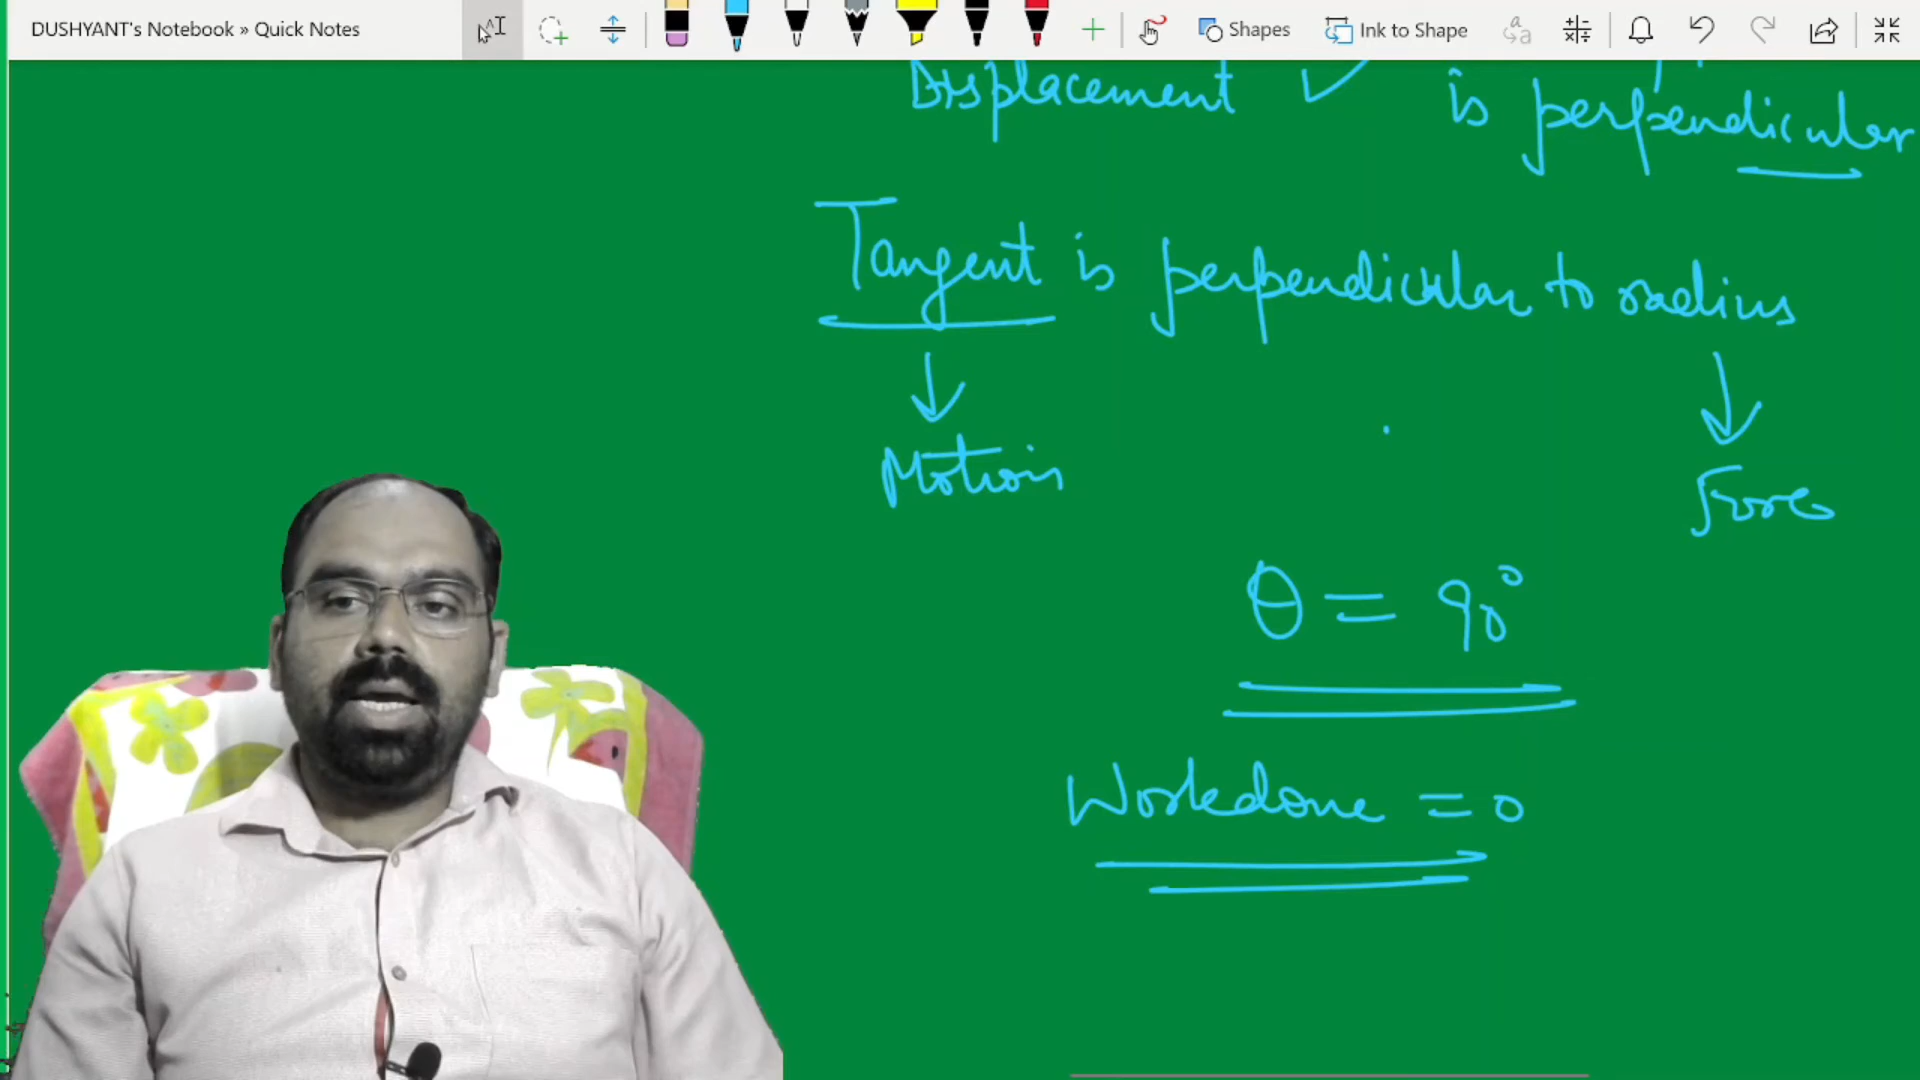 DUSHYANT's Notebook » Quick Notes
Shapes
Ink to Shape
Displacement ✓ is perpendicular
Tangent is perpendicular to radius
↓ ↓
Motion Force
θ = 90°
Workdone = 0